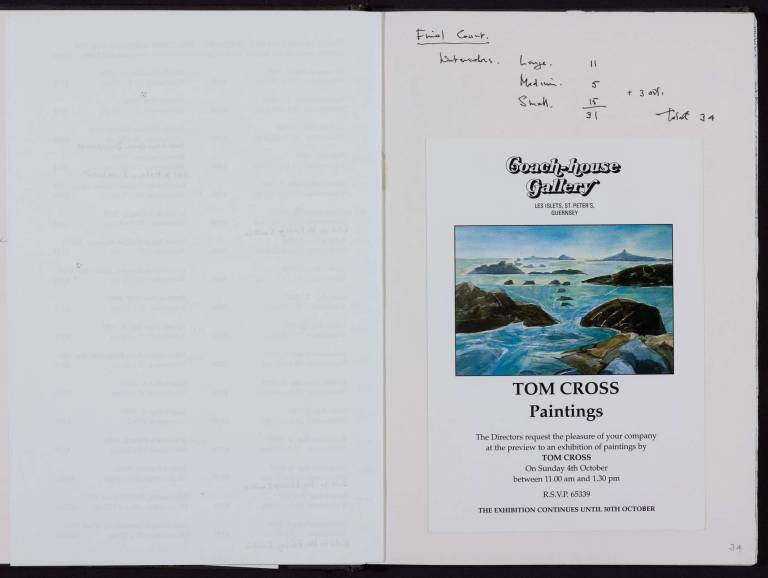 Final Count.
Watercolours. Large. 11
Medium. 5
+ 3 oil.
Small. 15
31
Total 34
Coach-house
Gallery
LES ISLETS, ST. PETER'S,
GUERNSEY
TOM CROSS
Paintings
The Directors request the pleasure of your company
at the preview to an exhibition of paintings by
TOM CROSS
On Sunday 4th October
between 11.00 am and 1.30 pm
R.S.V.P. 65339
THE EXHIBITION CONTINUES UNTIL 30TH OCTOBER
34